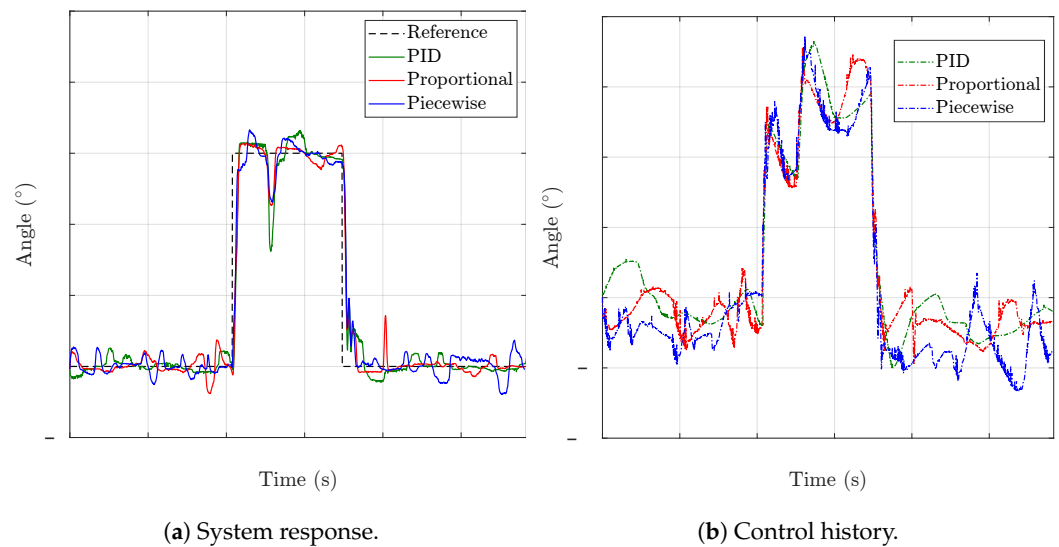 Reference
PID
Proportional
Piecewise
Angle (°)
Time (s)
(a) System response.
PID
Proportional
Piecewise
Angle (°)
Time (s)
(b) Control history.